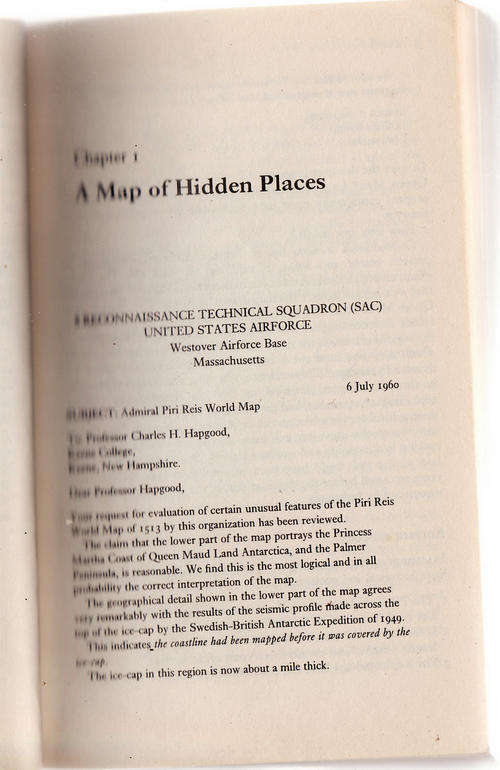 Chapter 1
A Map of Hidden Places
8 RECONNAISSANCE TECHNICAL SQUADRON (SAC)
UNITED STATES AIRFORCE
Westover Airforce Base
Massachusetts
6 July 1960
SUBJECT: Admiral Piri Reis World Map
To: Professor Charles H. Hapgood,
Keene College,
Keene, New Hampshire.
Dear Professor Hapgood,
Your request for evaluation of certain unusual features of the Piri Reis
World Map of 1513 by this organization has been reviewed.
The claim that the lower part of the map portrays the Princess
Martha Coast of Queen Maud Land Antarctica, and the Palmer
Peninsula, is reasonable. We find this is the most logical and in all
probability the correct interpretation of the map.
The geographical detail shown in the lower part of the map agrees
very remarkably with the results of the seismic profile made across the
top of the ice-cap by the Swedish-British Antarctic Expedition of 1949.
This indicates the coastline had been mapped before it was covered by the
ice-cap.
The ice-cap in this region is now about a mile thick.